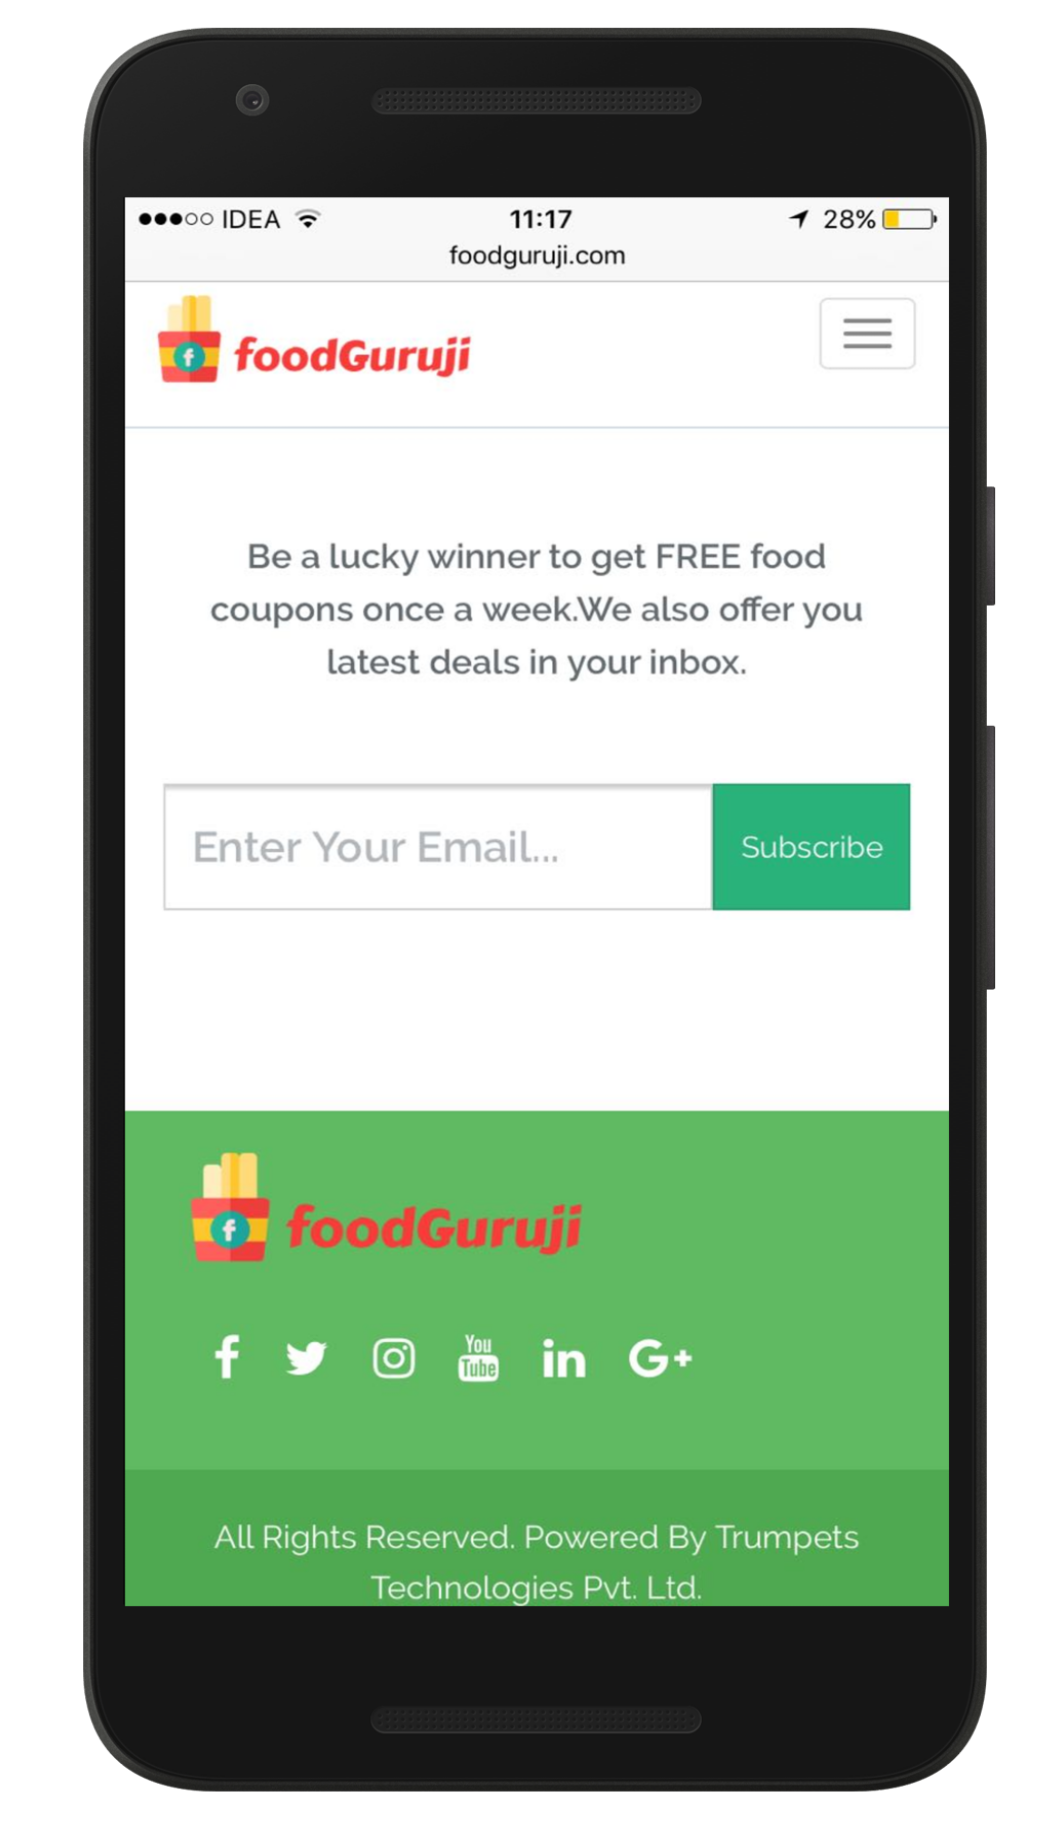 IDEA 11:17 28%
foodguruji.com
f foodGuruji
Be a lucky winner to get FREE food
coupons once a week.We also offer you
latest deals in your inbox.
Enter Your Email... Subscribe
f foodGuruji
f You Tube in G+
All Rights Reserved. Powered By Trumpets
Technologies Pvt. Ltd.